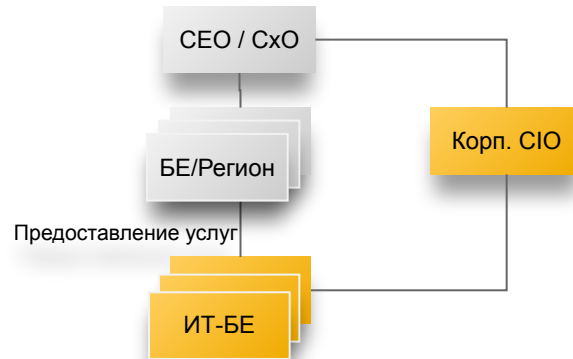 CEO / CxO
Корп. CIO
БЕ/Регион
Предоставление услуг
ИТ-БЕ